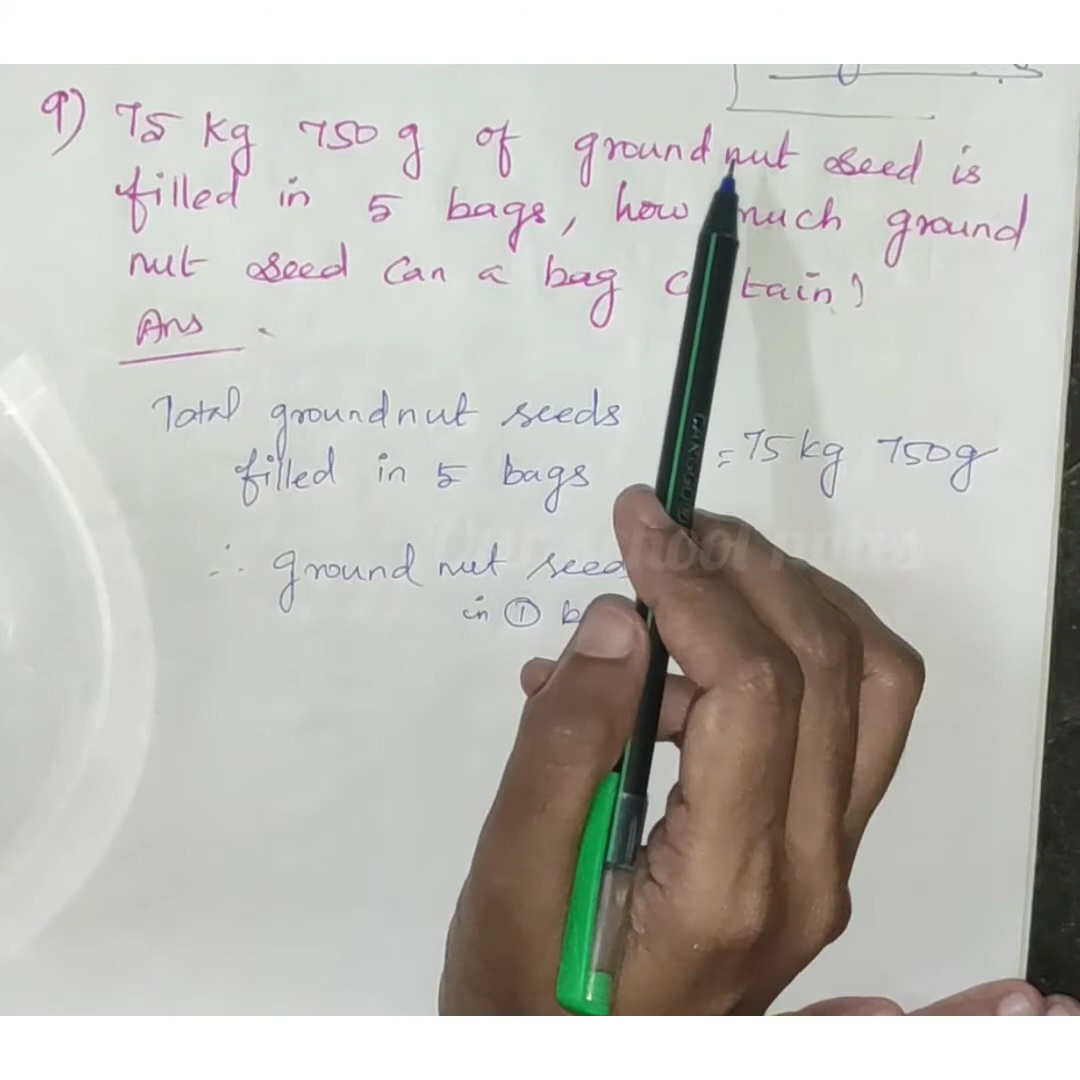 9) 75 kg 750 g of groundnut seed is
filled in 5 bags, how much ground
nut seed can a bag tain?
Ans
Total groundnut seeds
filled in 5 bags = 75 kg 750g
∴ ground nut seed
in ① b